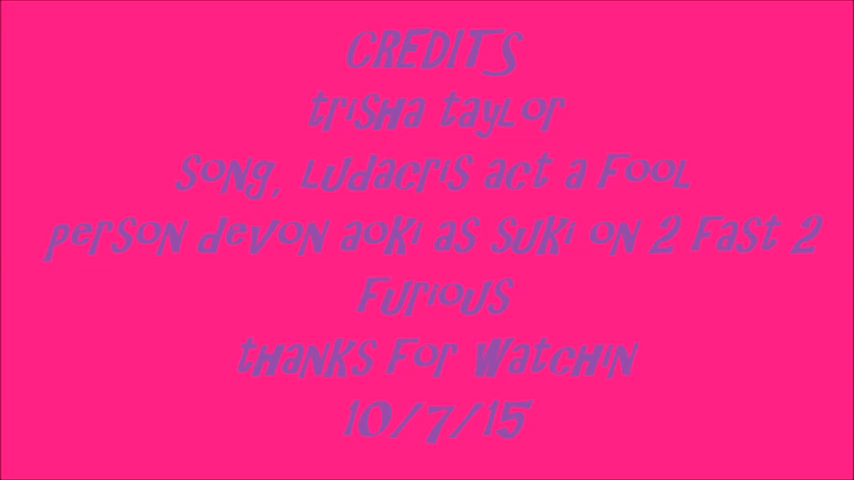 CREDITS
trisha taylor
song, Ludacris act a Fool
person devon aoki as suki on 2 Fast 2
Furious
thanks For Watchin
10/7/15